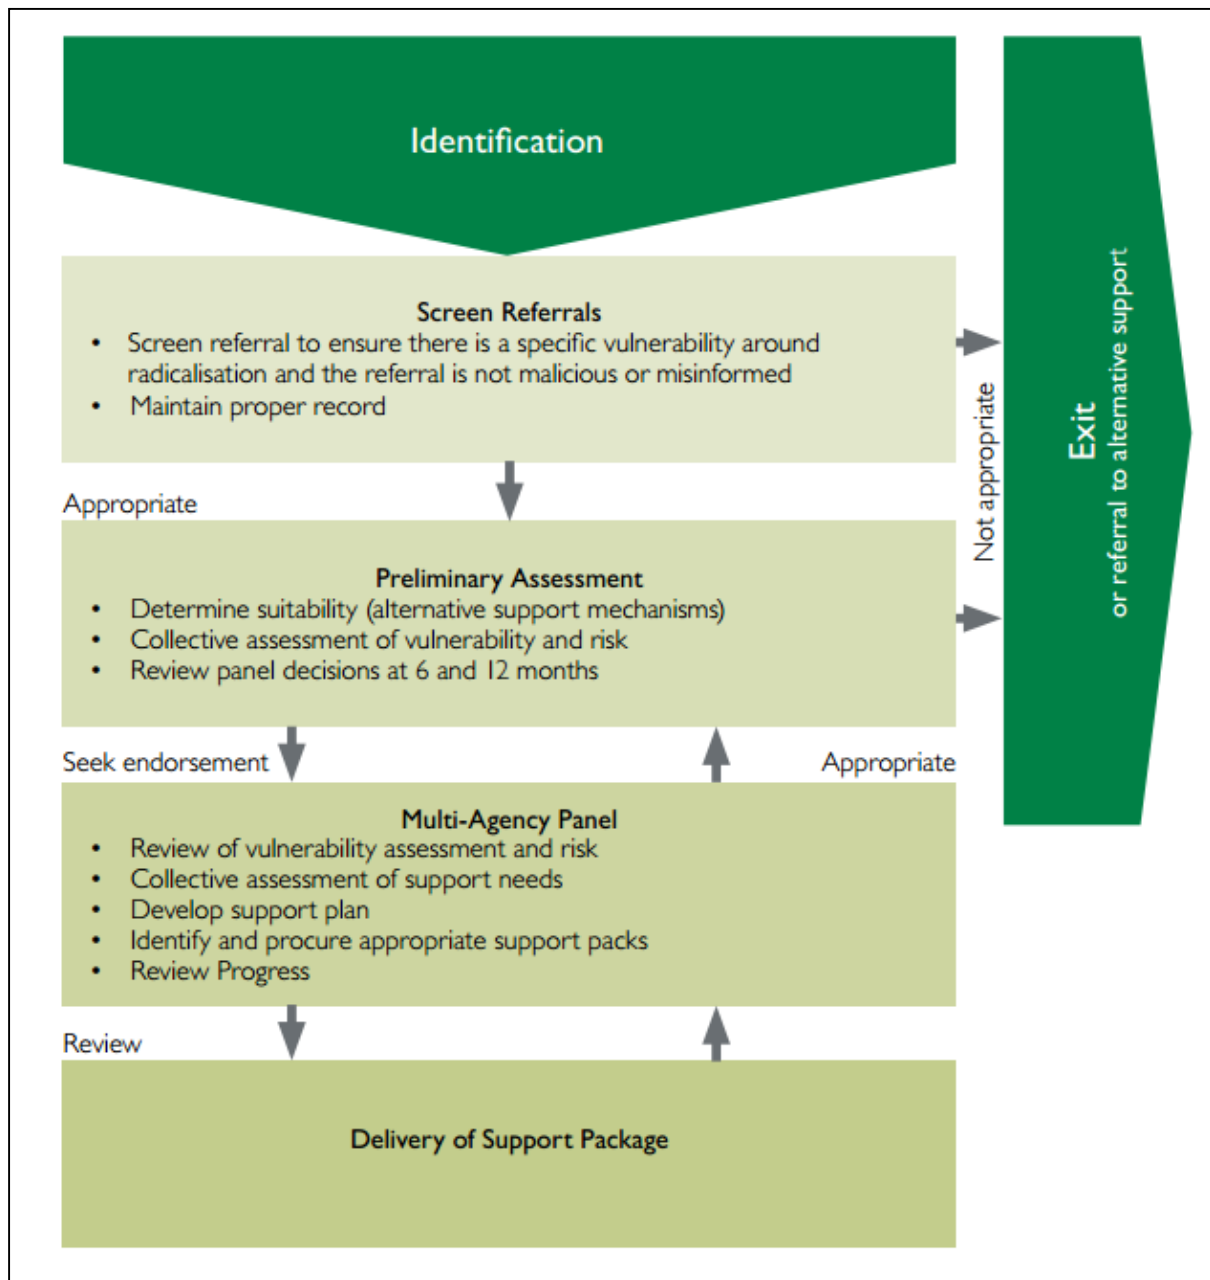 Identification
Screen Referrals
• Screen referral to ensure there is a specific vulnerability around
radicalisation and the referral is not malicious or misinformed
• Maintain proper record
Not appropriate
Exit
or referral to alternative support
Appropriate
Preliminary Assessment
• Determine suitability (alternative support mechanisms)
• Collective assessment of vulnerability and risk
• Review panel decisions at 6 and 12 months
Seek endorsement
Appropriate
Multi-Agency Panel
• Review of vulnerability assessment and risk
• Collective assessment of support needs
• Develop support plan
• Identify and procure appropriate support packs
• Review Progress
Review
Delivery of Support Package